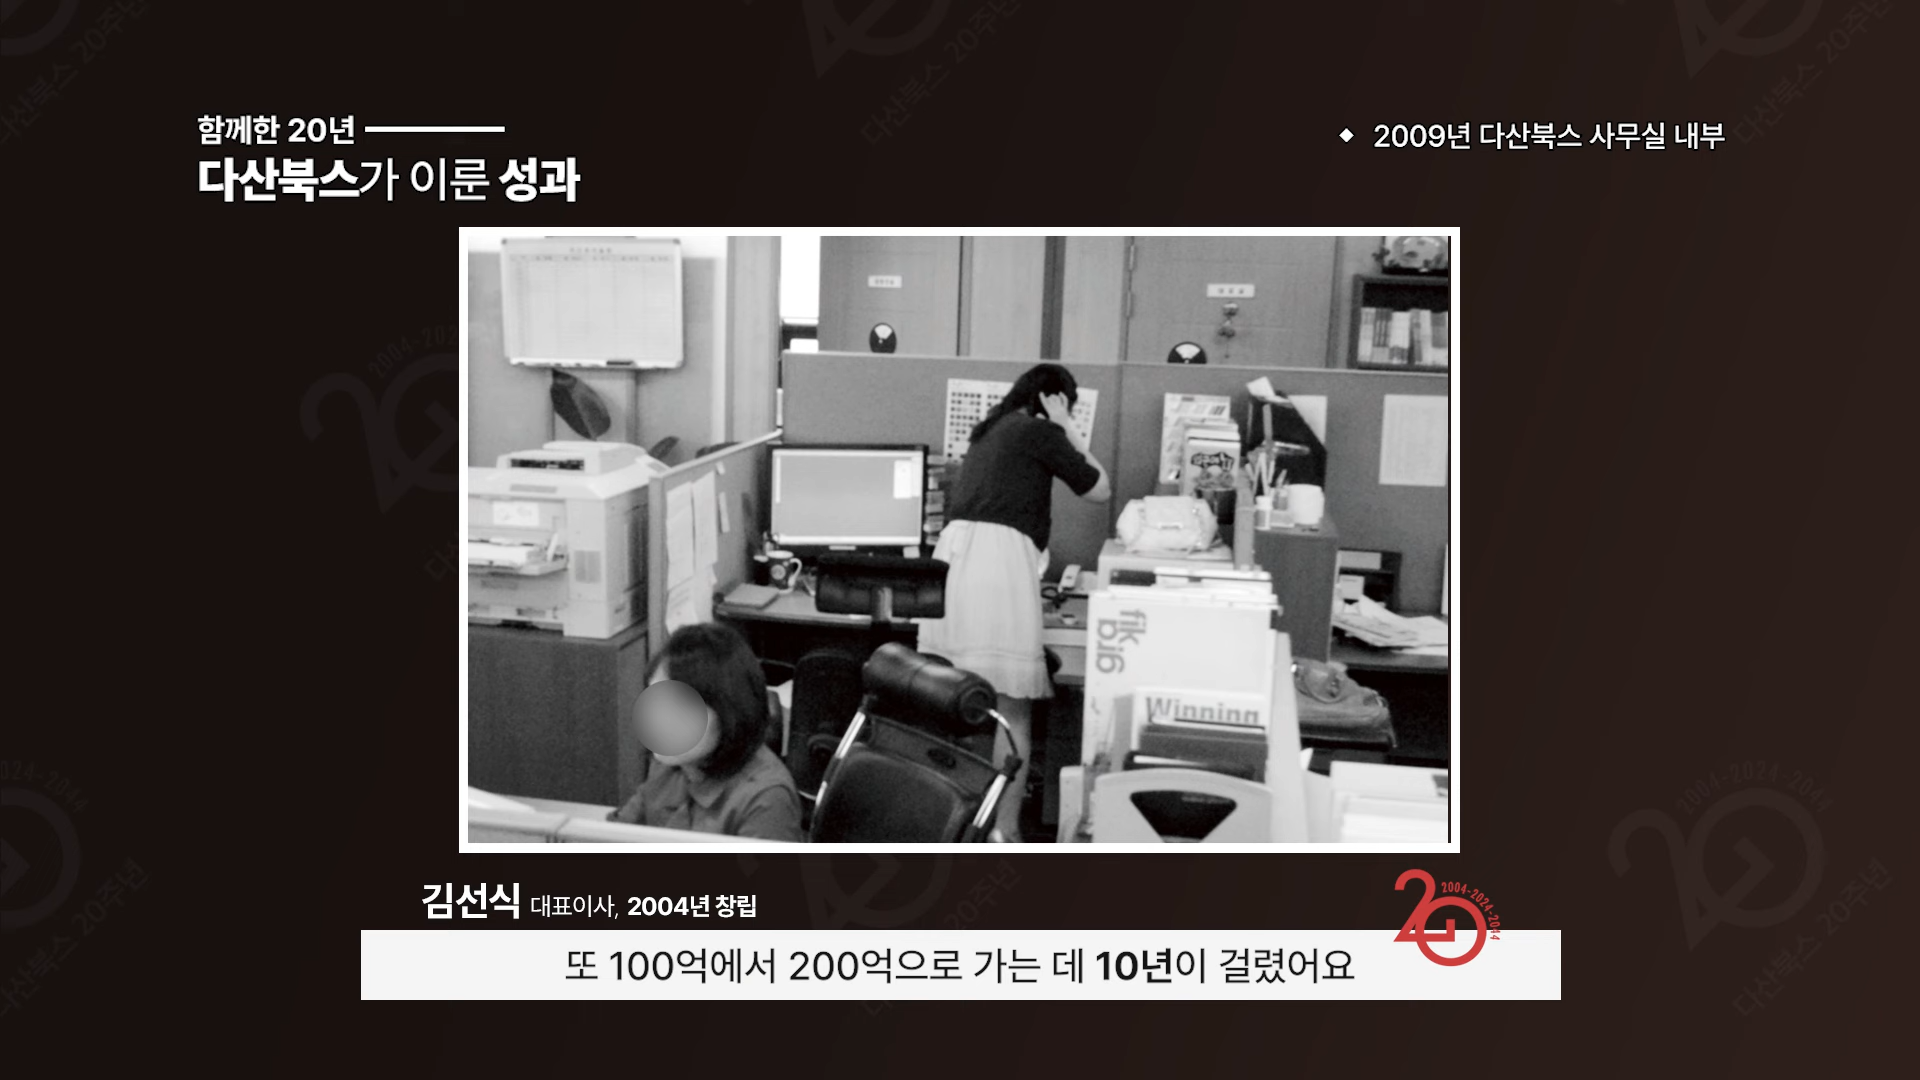 함께한 20년
다산북스가 이룬 성과
◆ 2009년 다산북스 사무실 내부
grafik
Winning
김선식 대표이사, 2004년 창립
20 2004-2024-2044
또 100억에서 200억으로 가는 데 10년이 걸렸어요